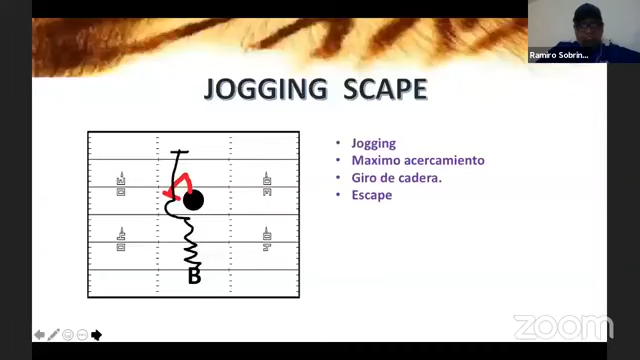 Ramiro Sobrin...
JOGGING SCAPE
• Jogging
• Maximo acercamiento
• Giro de cadera.
• Escape
B
zoom